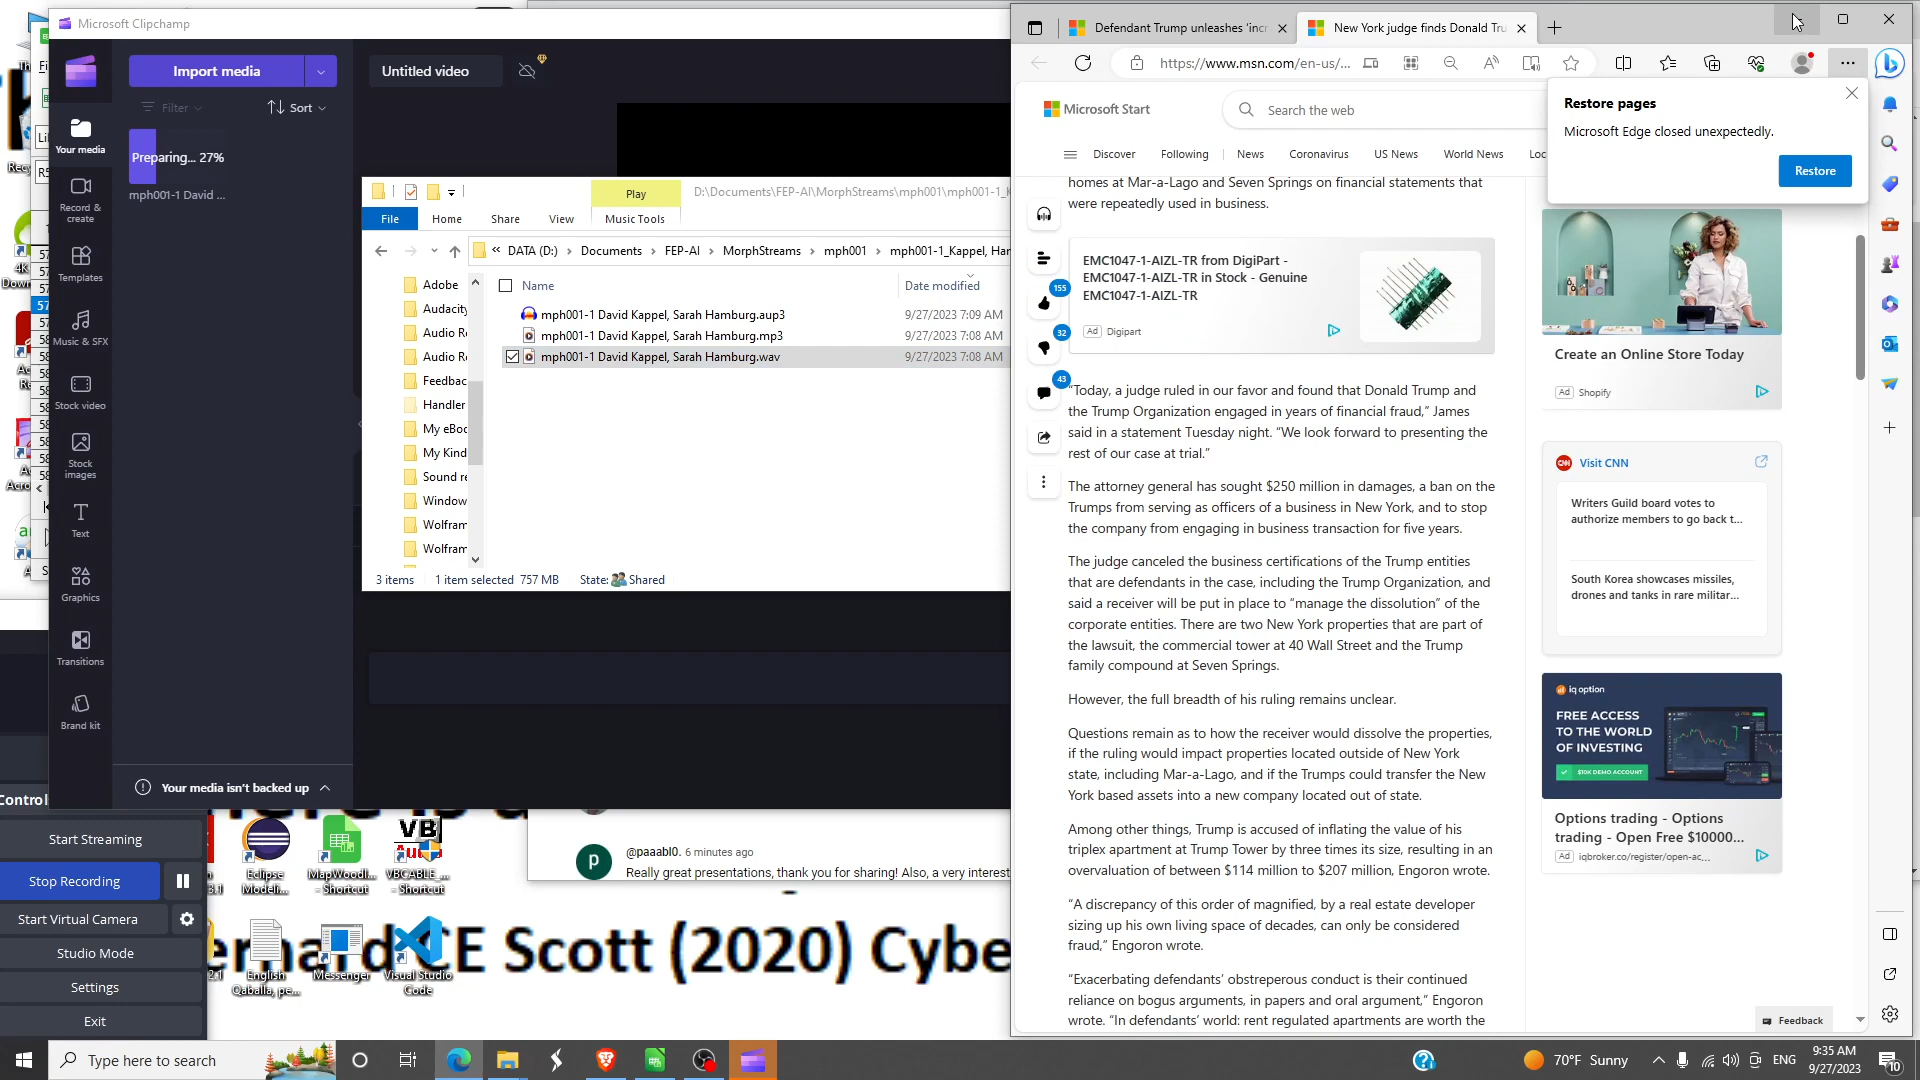 Microsoft Clipchamp
Import media
Filter
Sort
Your media
Preparing... 27%
mph001-1 David ...
Record &
create
Templates
Music & SFX
Stock video
Stock
images
Text
Graphics
Transitions
Brand kit
Your media isn't backed up
Untitled video
Play
D:\Documents\FEP-AI\MorphStreams\mph001\mph001-1_K
File
Home
Share
View
Music Tools
« DATA (D:) › Documents › FEP-AI › MorphStreams › mph001 › mph001-1_Kappel, Har
Adobe
Audacity
Audio Re
Audio Re
Feedbac
Handler
My eBoo
My Kind
Sound re
Window
Wolfram
Wolfram
Name
Date modified
mph001-1 David Kappel, Sarah Hamburg.aup3
9/27/2023 7:09 AM
mph001-1 David Kappel, Sarah Hamburg.mp3
9/27/2023 7:08 AM
mph001-1 David Kappel, Sarah Hamburg.wav
9/27/2023 7:08 AM
3 items
1 item selected 757 MB
State: Shared
Defendant Trump unleashes 'incr
New York judge finds Donald Tru
https://www.msn.com/en-us/...
Restore pages
Microsoft Edge closed unexpectedly.
Restore
Microsoft Start
Search the web
Discover
Following
News
Coronavirus
US News
World News
Loc
homes at Mar-a-Lago and Seven Springs on financial statements that
were repeatedly used in business.
EMC1047-1-AIZL-TR from DigiPart -
EMC1047-1-AIZL-TR in Stock - Genuine
EMC1047-1-AIZL-TR
Ad Digipart
155
32
43
"Today, a judge ruled in our favor and found that Donald Trump and
the Trump Organization engaged in years of financial fraud," James
said in a statement Tuesday night. "We look forward to presenting the
rest of our case at trial."
The attorney general has sought $250 million in damages, a ban on the
Trumps from serving as officers of a business in New York, and to stop
the company from engaging in business transaction for five years.
The judge canceled the business certifications of the Trump entities
that are defendants in the case, including the Trump Organization, and
said a receiver will be put in place to "manage the dissolution" of the
corporate entities. There are two New York properties that are part of
the lawsuit, the commercial tower at 40 Wall Street and the Trump
family compound at Seven Springs.
However, the full breadth of his ruling remains unclear.
Questions remain as to how the receiver would dissolve the properties,
if the ruling would impact properties located outside of New York
state, including Mar-a-Lago, and if the Trumps could transfer the New
York based assets into a new company located out of state.
Among other things, Trump is accused of inflating the value of his
triplex apartment at Trump Tower by three times its size, resulting in an
overvaluation of between $114 million to $207 million, Engoron wrote.
"A discrepancy of this order of magnified, by a real estate developer
sizing up his own living space of decades, can only be considered
fraud," Engoron wrote.
"Exacerbating defendants' obstreperous conduct is their continued
reliance on bogus arguments, in papers and oral argument," Engoron
wrote. "In defendants' world: rent regulated apartments are worth the
Create an Online Store Today
Ad Shopify
Visit CNN
Writers Guild board votes to
authorize members to go back t...
South Korea showcases missiles,
drones and tanks in rare militar...
iq option
FREE ACCESS
TO THE WORLD
OF INVESTING
$10K DEMO ACCOUNT
Options trading - Options
trading - Open Free $10000...
Ad iqbroker.co/register/open-ac...
Feedback
Start Streaming
Stop Recording
Start Virtual Camera
Studio Mode
Settings
Exit
Eclipse
Modeli...
MapWoodl...
- Shortcut
VBCABLE_...
- Shortcut
English
Qaballa, pe...
Messenger
Visual Studio
Code
p
@paaabl0. 6 minutes ago
Really great presentations, thank you for sharing! Also, a very interest
ernard CE Scott (2020) Cybe
Type here to search
70°F Sunny
ENG
9:35 AM
9/27/2023
10